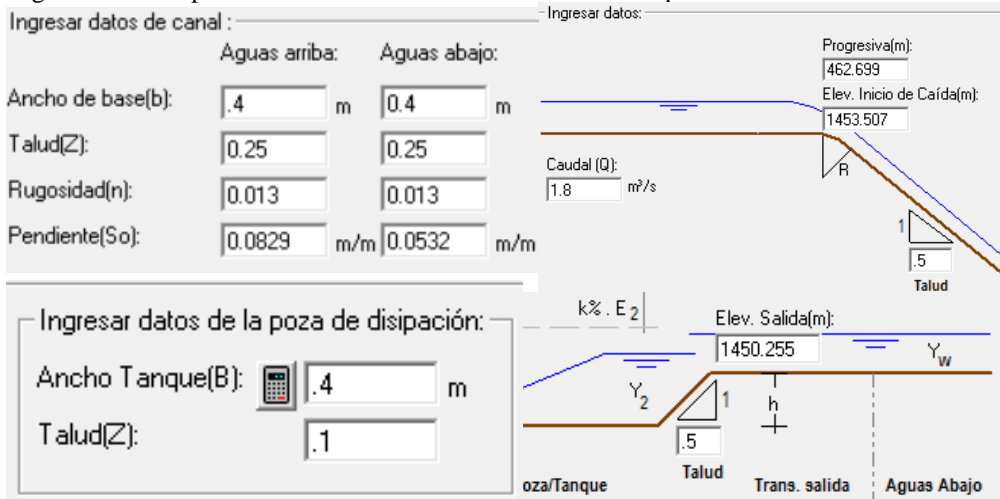 Ingresar datos de canal :
Aguas arriba: Aguas abajo:
Ancho de base(b): .4 m 0.4 m
Talud(Z): 0.25 0.25
Rugosidad(n): 0.013 0.013
Pendiente(So): 0.0829 m/m 0.0532 m/m
Ingresar datos:
Progresiva(m):
462.699
Elev. Inicio de Caída(m):
1453.507
Caudal (Q):
1.8 m³/s
R
1
.5
Talud
Ingresar datos de la poza de disipación:
Ancho Tanque(B): .4 m
Talud(Z): .1
k% . E2
Elev. Salida(m):
1450.255
Yw
Y2
1
h
.5
Talud
oza/Tanque Trans. salida Aguas Abajo